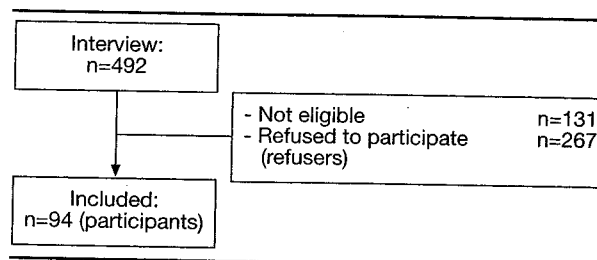 Interview:
n=492
- Not eligible n=131
- Refused to participate n=267
(refusers)
Included:
n=94 (participants)